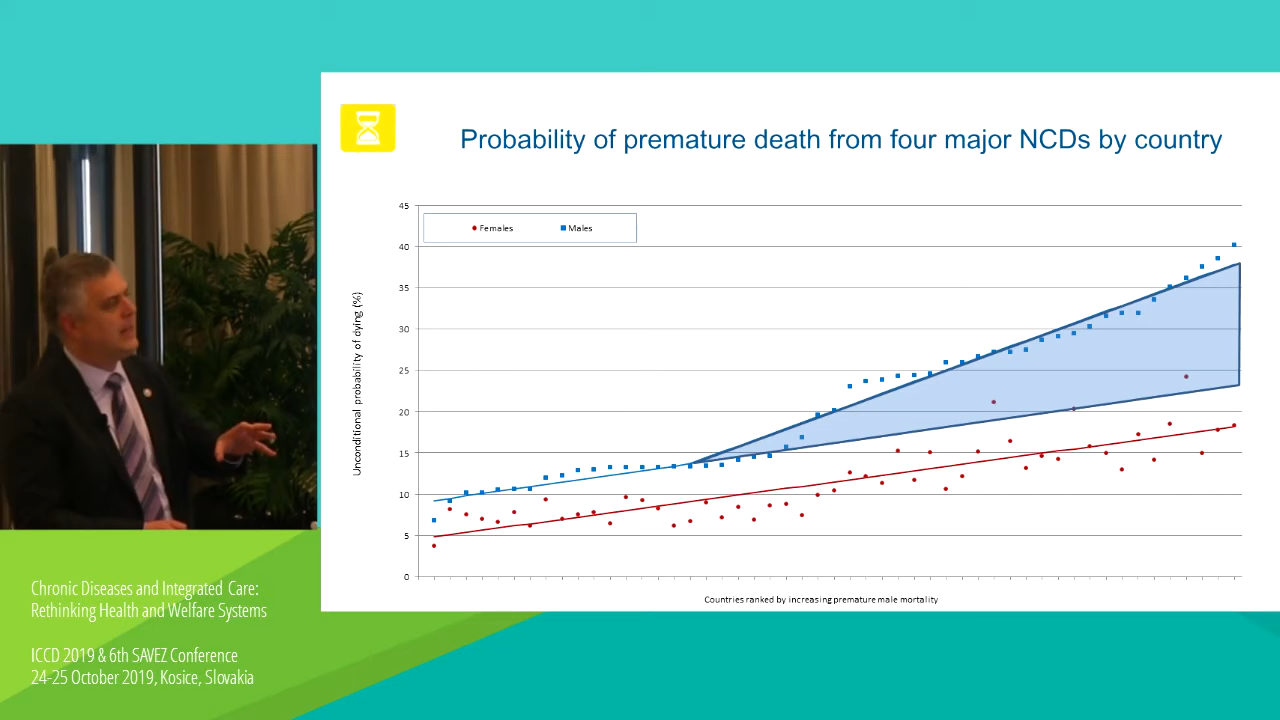 Probability of premature death from four major NCDs by country
45
40
35
30
25
20
15
10
5
0
Females
Males
Unconditional probability of dying (%)
Countries ranked by increasing premature male mortality
Chronic Diseases and Integrated Care:
Rethinking Health and Welfare Systems
ICCD 2019 & 6th SAVEZ Conference
24-25 October 2019, Kosice, Slovakia